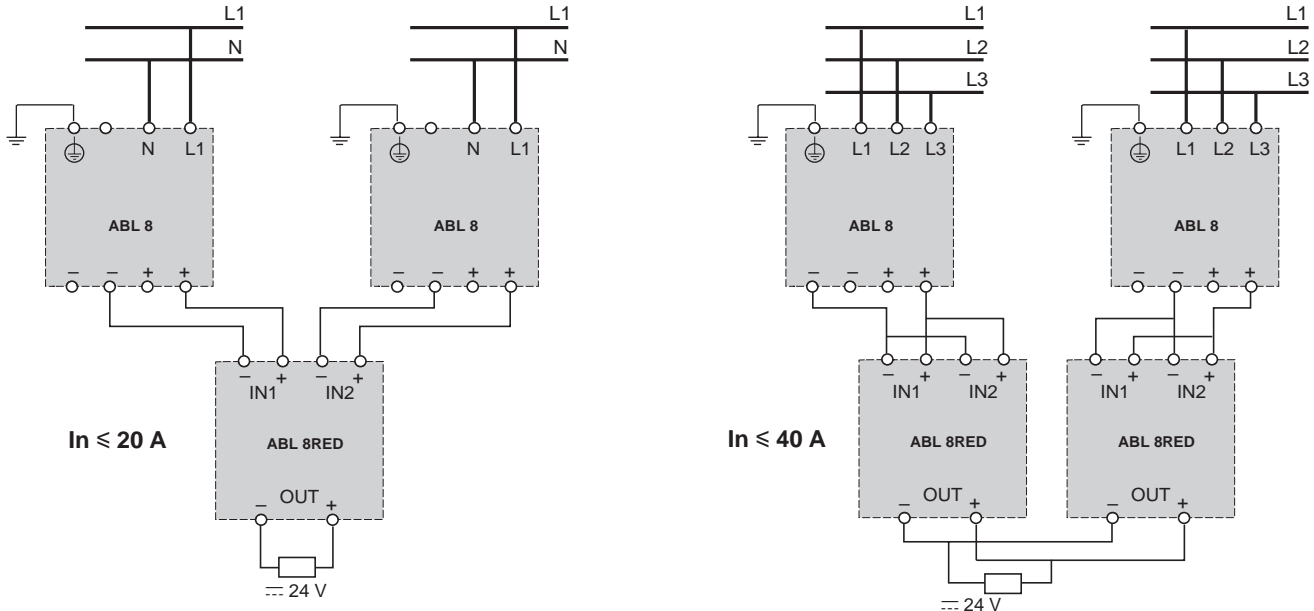 L1 L1 L1 L1
N N L2 L2
L3 L3
N L1 N L1 L1 L2 L3 L1 L2 L3
ABL 8 ABL 8 ABL 8 ABL 8
– – + + – – + + – – + + – – + +
– + – + – + – + – + – +
IN1 IN2 IN1 IN2 IN1 IN2
In ≤ 20 A ABL 8RED In ≤ 40 A ABL 8RED ABL 8RED
– OUT + – OUT + – OUT +
24 V 24 V